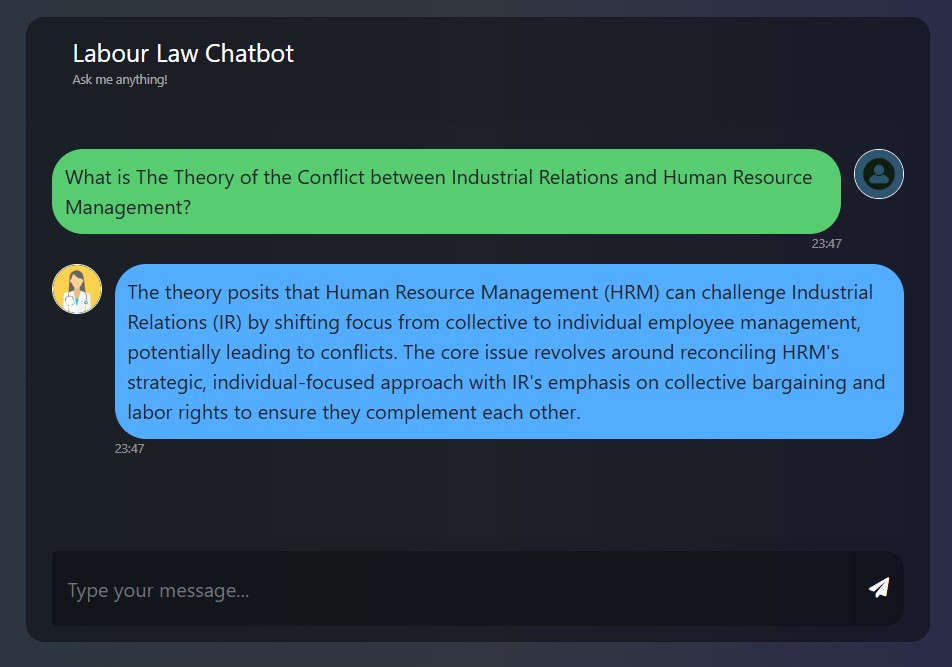 Labour Law Chatbot
Ask me anything!
What is The Theory of the Conflict between Industrial Relations and Human Resource
Management?
23:47
The theory posits that Human Resource Management (HRM) can challenge Industrial
Relations (IR) by shifting focus from collective to individual employee management,
potentially leading to conflicts. The core issue revolves around reconciling HRM's
strategic, individual-focused approach with IR's emphasis on collective bargaining and
labor rights to ensure they complement each other.
23:47
Type your message...